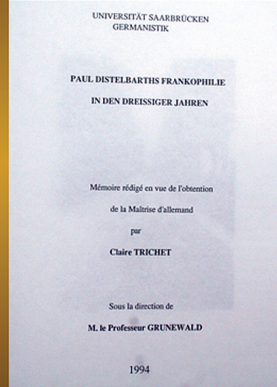 UNIVERSITÄT SAARBRÜCKEN
GERMANISTIK
PAUL DISTELBARTHS FRANKOPHILIE
IN DEN DREISSIGER JAHREN
Mémoire rédigé en vue de l'obtention
de la Maîtrise d'allemand
par
Claire TRICHET
Sous la direction de
M. le Professeur GRUNEWALD
1994